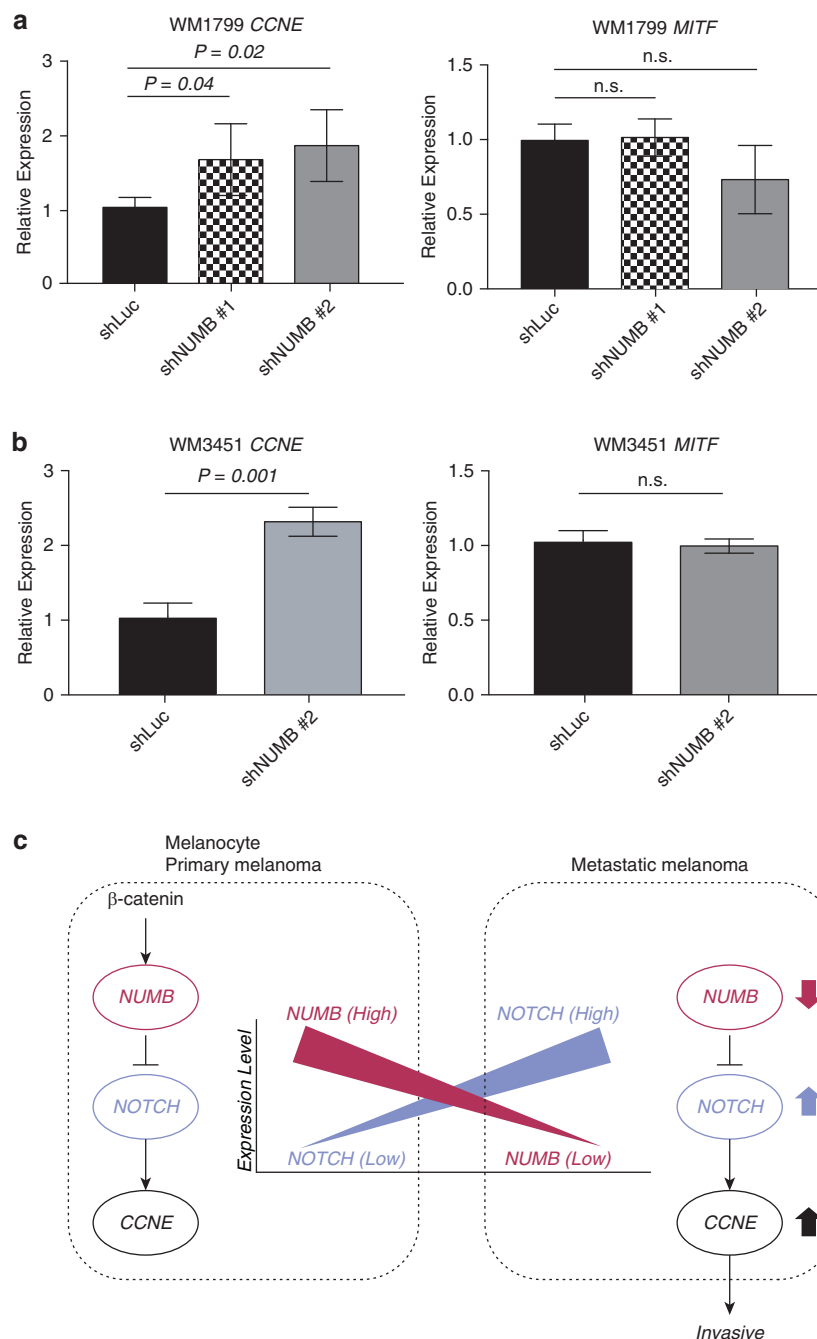 a
WM1799 CCNE
P = 0.02
P = 0.04
Relative Expression
3
2
1
0
shLuc
shNUMB #1
shNUMB #2
WM1799 MITF
n.s.
n.s.
Relative Expression
1.5
1.0
0.5
0.0
shLuc
shNUMB #1
shNUMB #2
b
WM3451 CCNE
P = 0.001
Relative Expression
3
2
1
0
shLuc
shNUMB #2
WM3451 MITF
n.s.
Relative Expression
1.5
1.0
0.5
0.0
shLuc
shNUMB #2
c
Melanocyte
Primary melanoma
β-catenin
NUMB
NOTCH
CCNE
Expression Level
NUMB (High)
NOTCH (High)
NOTCH (Low)
NUMB (Low)
Metastatic melanoma
NUMB
NOTCH
CCNE
Invasive